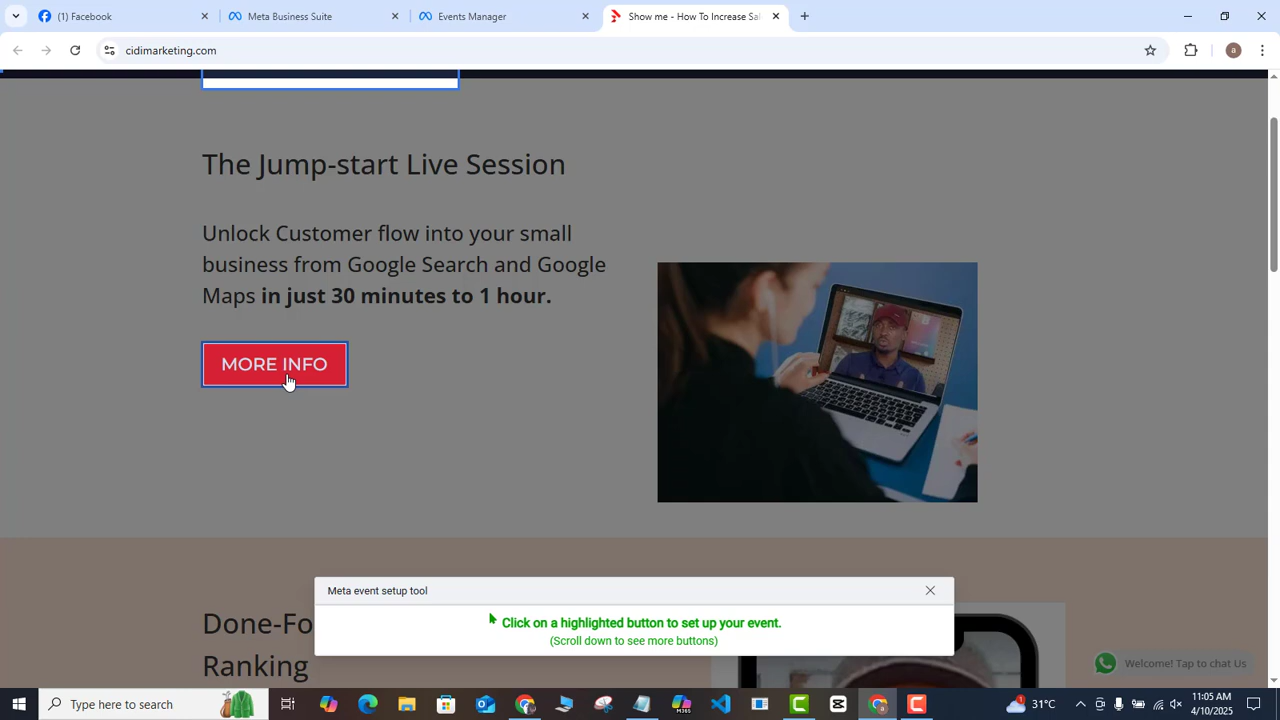 (1) Facebook
Meta Business Suite
Events Manager
Show me - How To Increase Sal
cidimarketing.com
a
The Jump-start Live Session
Unlock Customer flow into your small
business from Google Search and Google
Maps in just 30 minutes to 1 hour.
MORE INFO
Meta event setup tool
Click on a highlighted button to set up your event.
(Scroll down to see more buttons)
Done-Fo
Ranking
Welcome! Tap to chat Us
Type here to search
M365
31°C
11:05 AM
4/10/2025